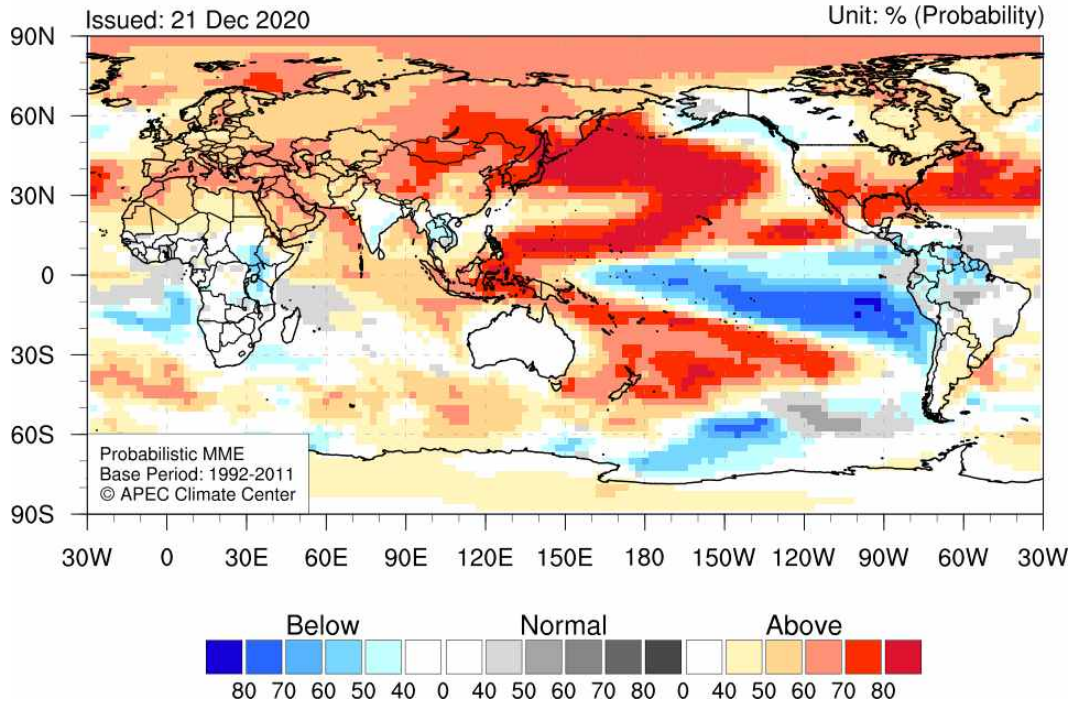 Issued: 21 Dec 2020
Unit: % (Probability)
90N
60N
30N
0
30S
60S
90S
Probabilistic MME
Base Period: 1992-2011
© APEC Climate Center
30W 0 30E 60E 90E 120E 150E 180 150W 120W 90W 60W 30W
Below Normal Above
80 70 60 50 40 0 40 50 60 70 80 0 40 50 60 70 80